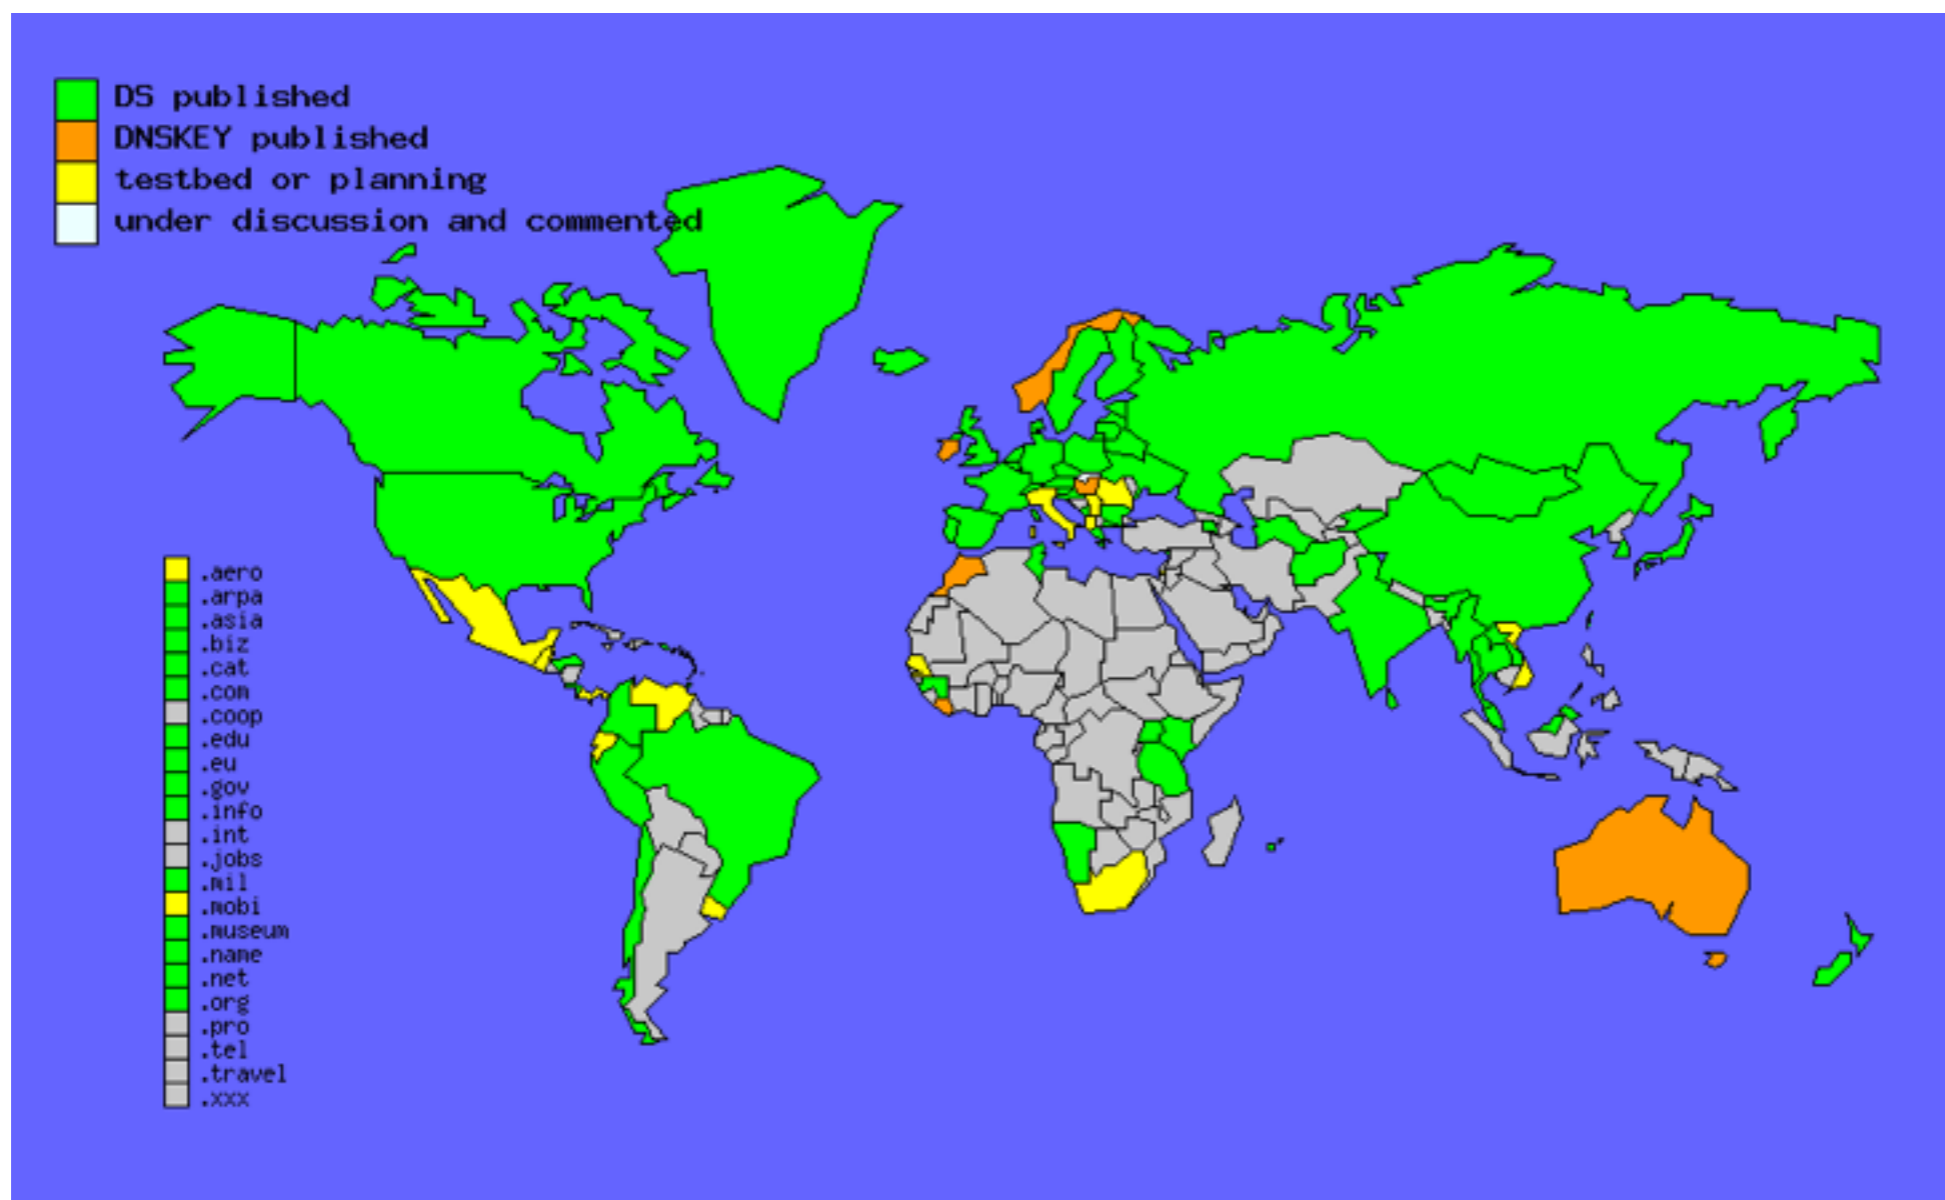 DS published
DNSKEY published
testbed or planning
under discussion and commented
.aero
.arpa
.asia
.biz
.cat
.com
.coop
.edu
.eu
.gov
.info
.int
.jobs
.mil
.mobi
.museum
.name
.net
.org
.pro
.tel
.travel
.xxx